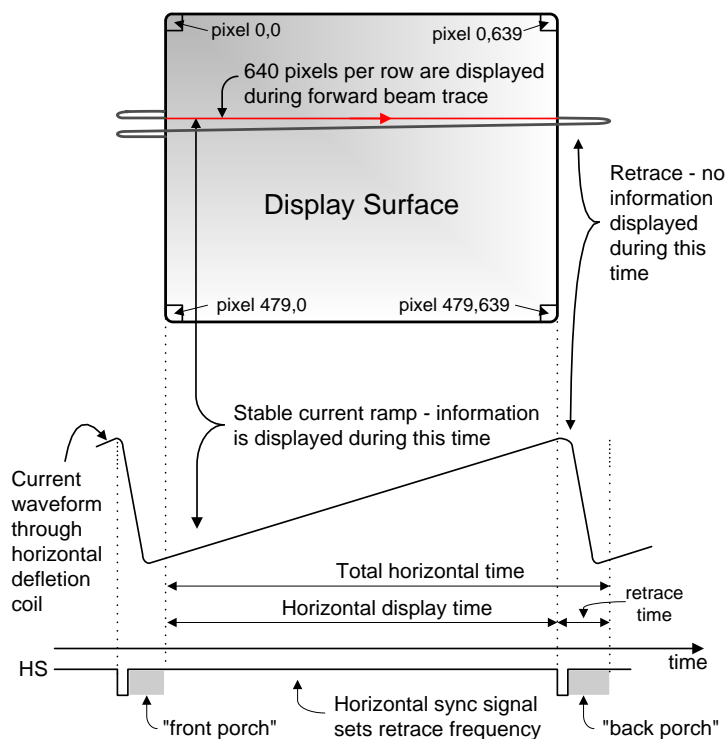 pixel 0,0
pixel 0,639
640 pixels per row are displayed
during forward beam trace
Retrace - no
information
displayed
during this
time
Display Surface
pixel 479,0
pixel 479,639
Stable current ramp - information
is displayed during this time
Current
waveform
through
horizontal
defletion
coil
Total horizontal time
Horizontal display time
retrace
time
time
HS
"front porch"
Horizontal sync signal
sets retrace frequency
"back porch"